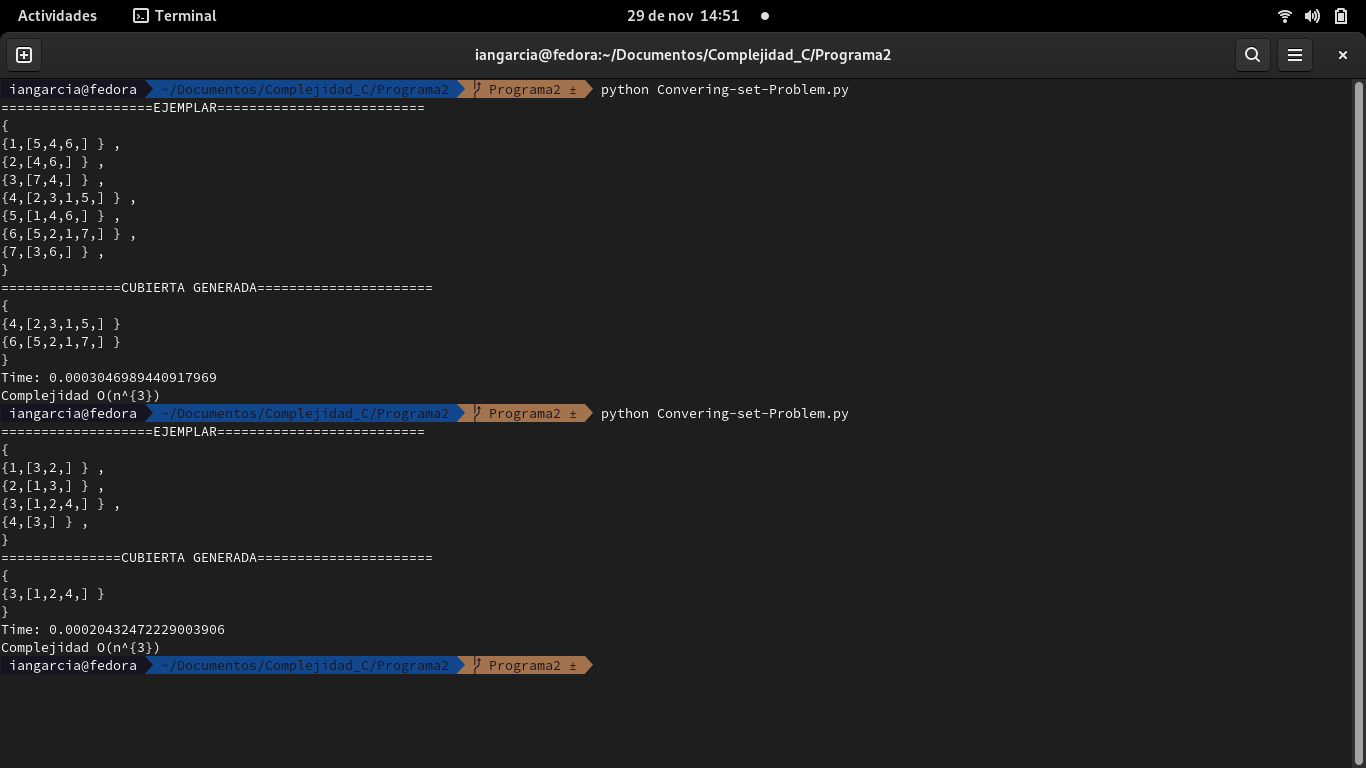 Actividades Terminal 29 de nov 14:51
iangarcia@fedora:~/Documentos/Complejidad_C/Programa2
iangarcia@fedora ~/Documentos/Complejidad_C/Programa2 Programa2 ± python Convering-set-Problem.py
===================EJEMPLAR==========================
{
{1,[5,4,6,] } ,
{2,[4,6,] } ,
{3,[7,4,] } ,
{4,[2,3,1,5,] } ,
{5,[1,4,6,] } ,
{6,[5,2,1,7,] } ,
{7,[3,6,] } ,
}
===============CUBIERTA GENERADA======================
{
{4,[2,3,1,5,] }
{6,[5,2,1,7,] }
}
Time: 0.0003046989440917969
Complejidad O(n^{3})
iangarcia@fedora ~/Documentos/Complejidad_C/Programa2 Programa2 ± python Convering-set-Problem.py
===================EJEMPLAR==========================
{
{1,[3,2,] } ,
{2,[1,3,] } ,
{3,[1,2,4,] } ,
{4,[3,] } ,
}
===============CUBIERTA GENERADA======================
{
{3,[1,2,4,] }
}
Time: 0.00020432472229003906
Complejidad O(n^{3})
iangarcia@fedora ~/Documentos/Complejidad_C/Programa2 Programa2 ±